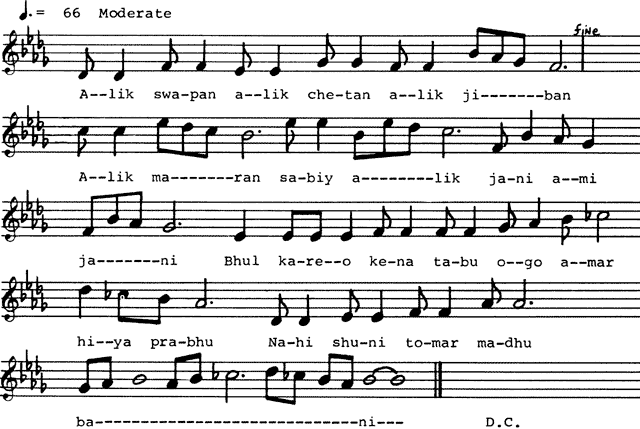 ♩. = 66 Moderate
fine
A--lik swa-pan a--lik che-tan a--lik ji-------ban
A--lik ma-------ran sa-biy a--------lik ja-ni a--mi
ja-------ni Bhul ka-re--o ke-na ta-bu o--go a--mar
hi--ya pra-bhu Na-hi shu-ni to-mar ma-dhu
ba----------------------------ni--- D.C.